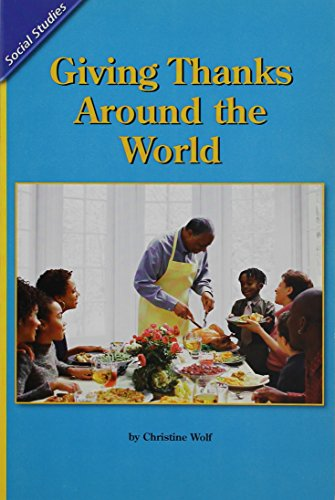 Social Studies
Giving Thanks
Around the
World
by Christine Wolf